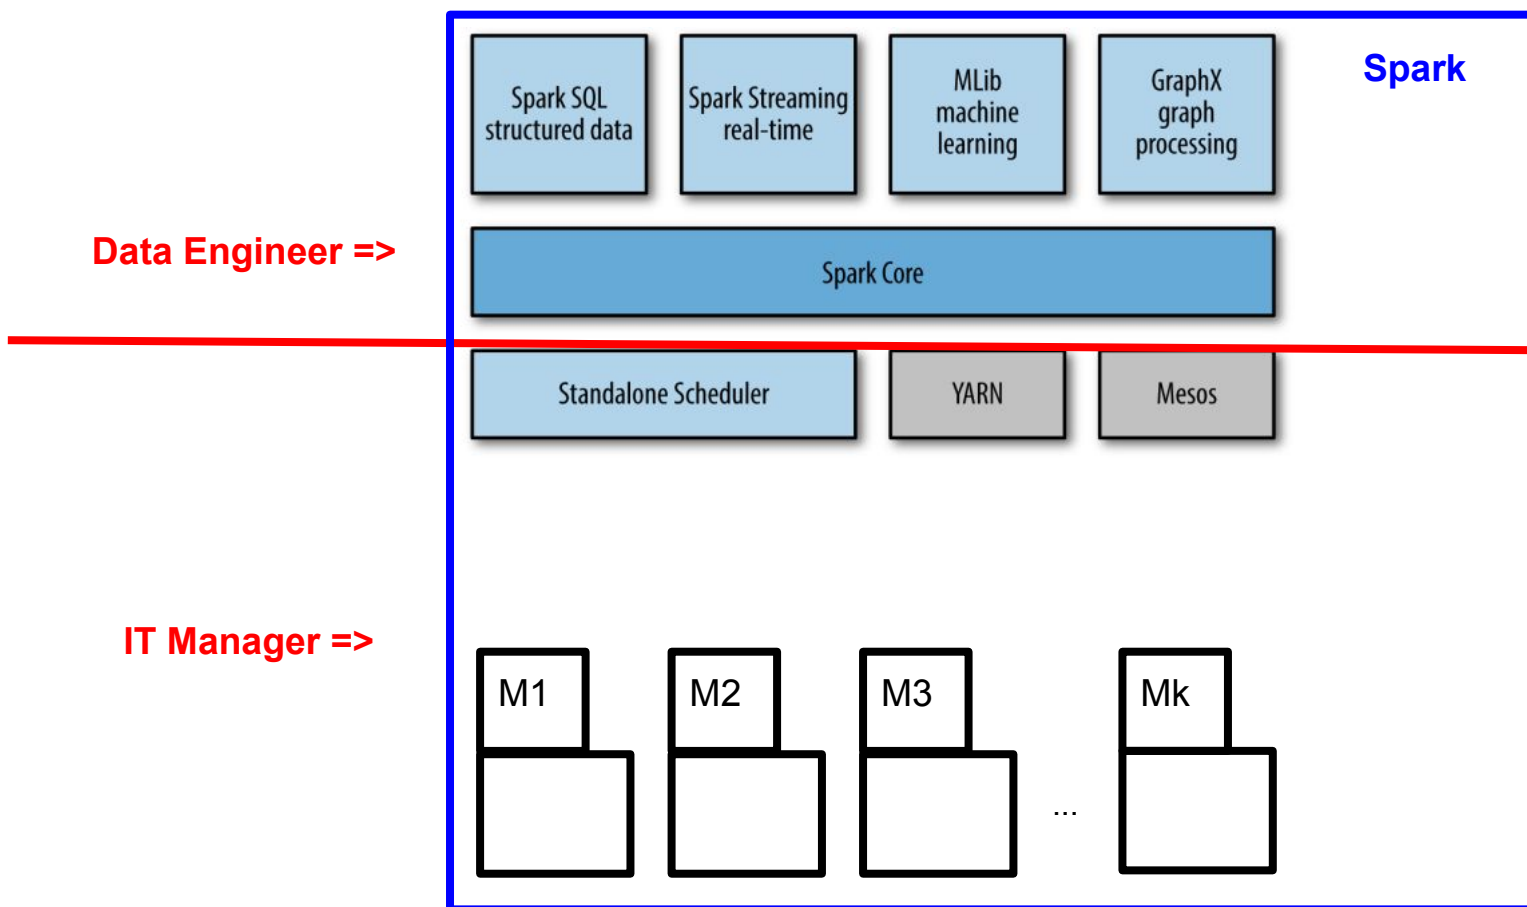 Spark
Spark SQL
structured data
Spark Streaming
real-time
MLib
machine
learning
GraphX
graph
processing
Data Engineer =>
Spark Core
Standalone Scheduler
YARN
Mesos
IT Manager =>
M1
M2
M3
...
Mk